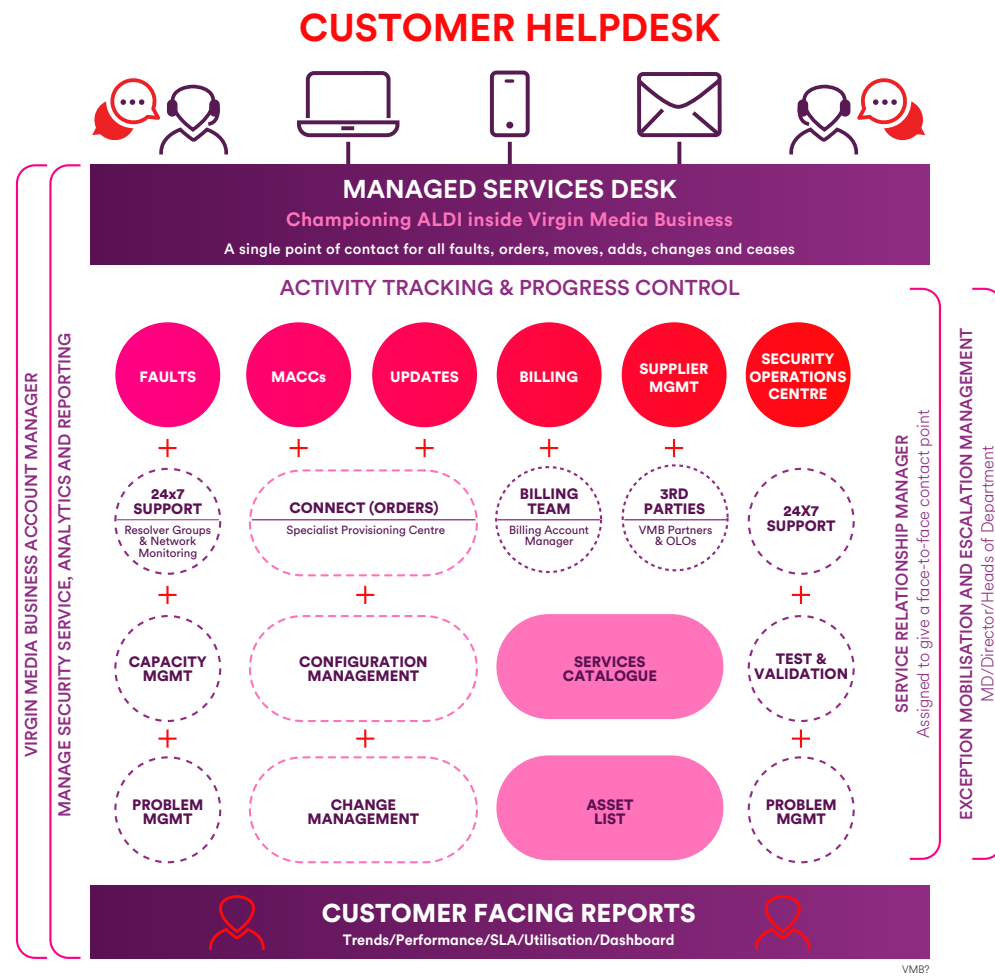 CUSTOMER HELPDESK
MANAGED SERVICES DESK
Championing ALDI inside Virgin Media Business
A single point of contact for all faults, orders, moves, adds, changes and ceases
VIRGIN MEDIA BUSINESS ACCOUNT MANAGER
MANAGE SECURITY SERVICE, ANALYTICS AND REPORTING
ACTIVITY TRACKING & PROGRESS CONTROL
FAULTS
MACCs
UPDATES
BILLING
SUPPLIER
MGMT
SECURITY
OPERATIONS
CENTRE
24x7
SUPPORT
Resolver Groups
& Network
Monitoring
CONNECT (ORDERS)
Specialist Provisioning Centre
BILLING
TEAM
Billing Account
Manager
3RD
PARTIES
VMB Partners
& OLOs
24X7
SUPPORT
CAPACITY
MGMT
CONFIGURATION
MANAGEMENT
SERVICES
CATALOGUE
TEST &
VALIDATION
PROBLEM
MGMT
CHANGE
MANAGEMENT
ASSET
LIST
PROBLEM
MGMT
SERVICE RELATIONSHIP MANAGER
Assigned to give a face-to-face contact point
EXCEPTION MOBILISATION AND ESCALATION MANAGEMENT
MD/Director/Heads of Department
CUSTOMER FACING REPORTS
Trends/Performance/SLA/Utilisation/Dashboard
VMB?